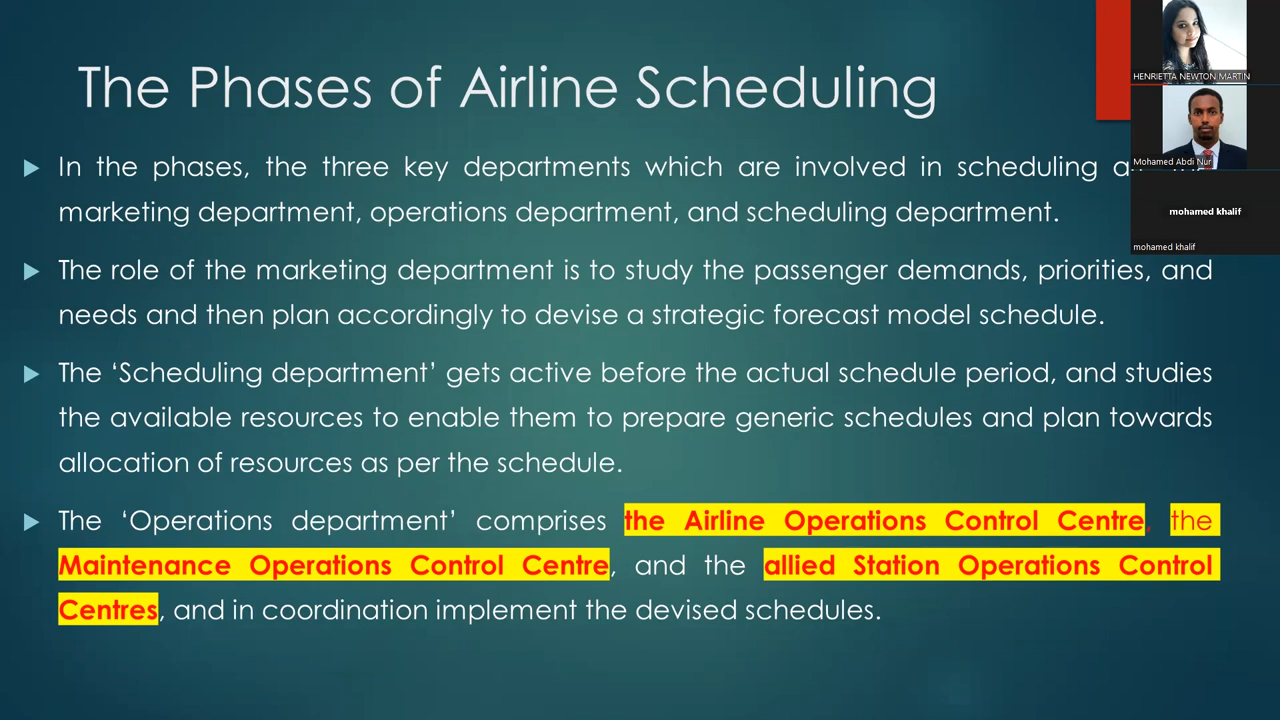 The Phases of Airline Scheduling
In the phases, the three key departments which are involved in scheduling
marketing department, operations department, and scheduling department.
The role of the marketing department is to study the passenger demands, priorities, and
needs and then plan accordingly to devise a strategic forecast model schedule.
The ‘Scheduling department’ gets active before the actual schedule period, and studies
the available resources to enable them to prepare generic schedules and plan towards
allocation of resources as per the schedule.
The ‘Operations department’ comprises the Airline Operations Control Centre, the
Maintenance Operations Control Centre, and the allied Station Operations Control
Centres, and in coordination implement the devised schedules.
HENRIETTA NEWTON MARTIN
Mohamed Abdi Nur
mohamed khalif
mohamed khalif